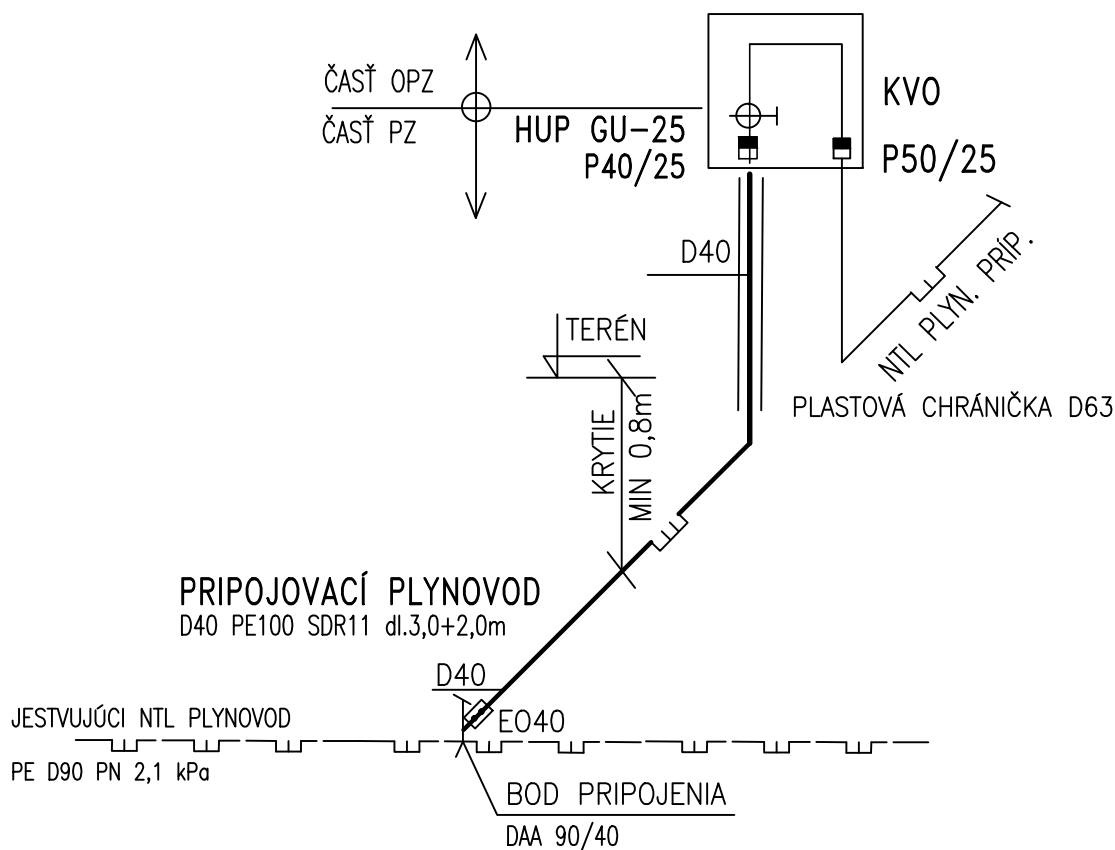 ČASŤ OPZ
ČASŤ PZ
HUP GU-25
P40/25
KVO
P50/25
D40
NTL PLYN. PRÍP.
TERÉN
PLASTOVÁ CHRÁNIČKA D63
KRYTIE
MIN 0,8m
PRIPOJOVACÍ PLYNOVOD
D40 PE100 SDR11 dl.3,0+2,0m
D40
EO40
JESTVUJÚCI NTL PLYNOVOD
PE D90 PN 2,1 kPa
BOD PRIPOJENIA
DAA 90/40